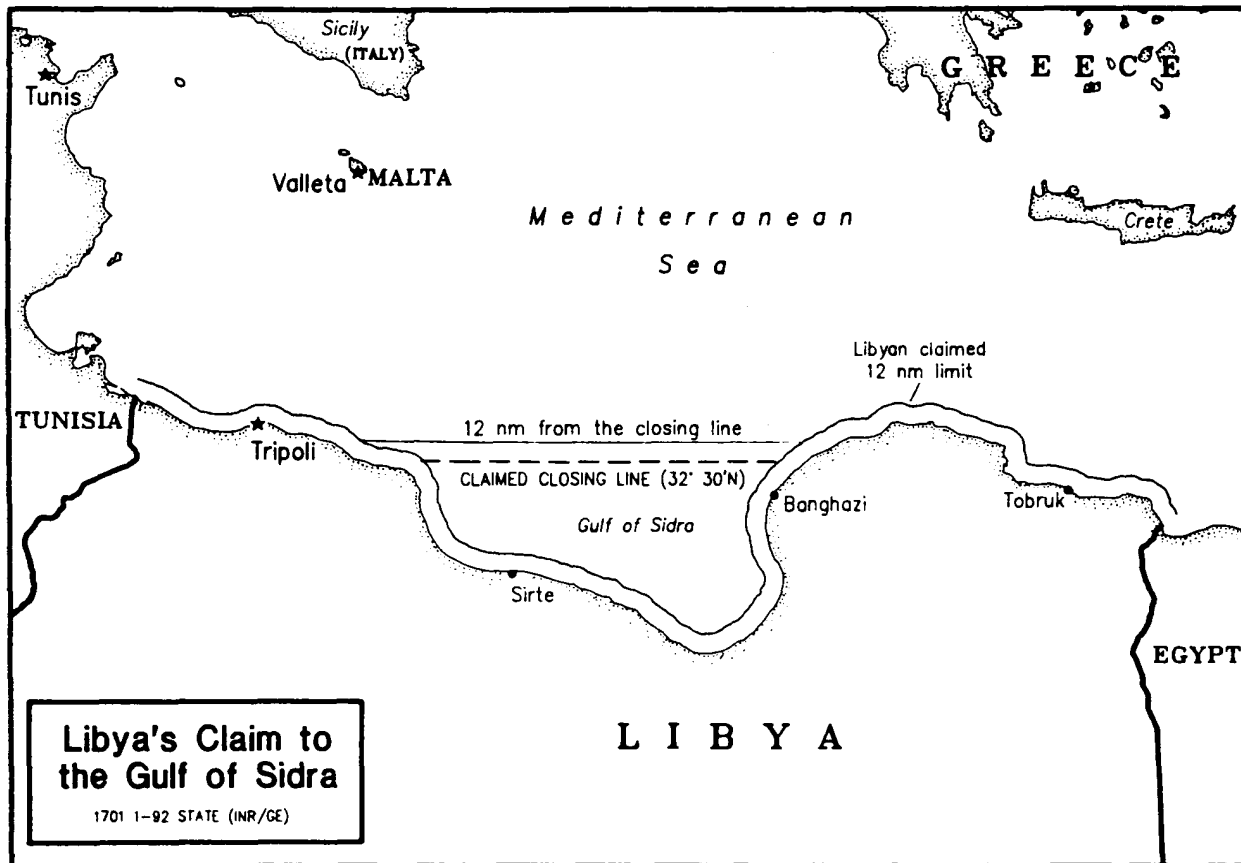 Sicily
(ITALY)
G R E E C E
Tunis
Valleta
MALTA
Mediterranean
Sea
Crete
Libyan claimed
12 nm limit
TUNISIA
Tripoli
12 nm from the closing line
CLAIMED CLOSING LINE (32° 30'N)
Banghazi
Tobruk
Gulf of Sidra
Sirte
EGYPT
L I B Y A
Libya's Claim to
the Gulf of Sidra
1701 1-92 STATE (INR/GE)